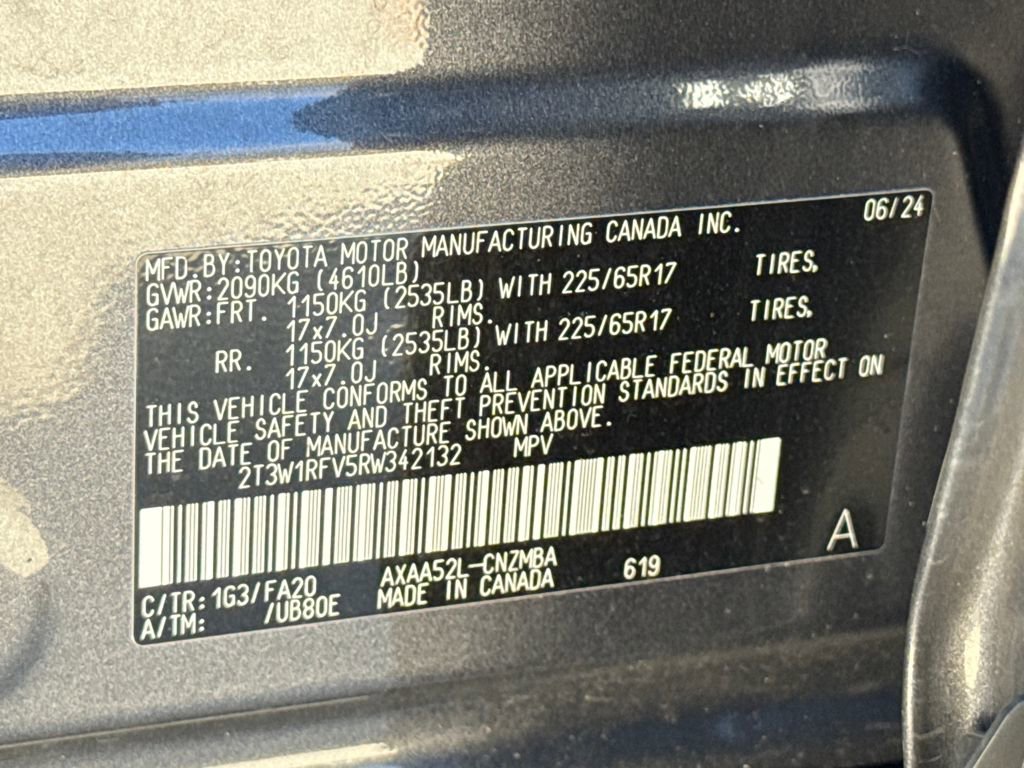 06/24
MFD.BY:TOYOTA MOTOR MANUFACTURING CANADA INC.
GVWR:2090KG (4610LB)
GAWR:FRT. 1150KG (2535LB) WITH 225/65R17 TIRES,
17x7.0J RIMS.
RR. 1150KG (2535LB) WITH 225/65R17 TIRES,
17x7.0J RIMS.
THIS VEHICLE CONFORMS TO ALL APPLICABLE FEDERAL MOTOR
VEHICLE SAFETY AND THEFT PREVENTION STANDARDS IN EFFECT ON
THE DATE OF MANUFACTURE SHOWN ABOVE.
2T3W1RFV5RW342132 MPV
A
C/TR:1G3/FA20 AXAA52L-CNZMBA 619
A/TM: /UB80E MADE IN CANADA